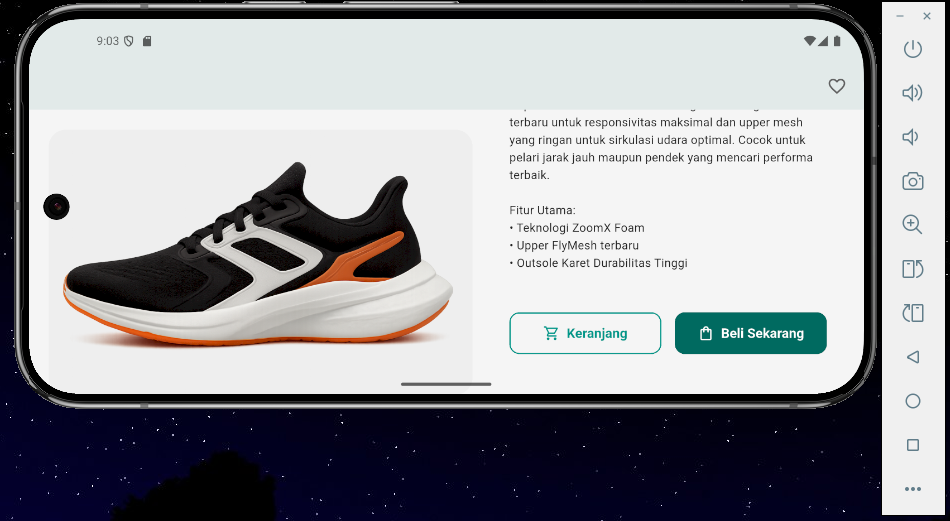 9:03
terbaru untuk responsivitas maksimal dan upper mesh
yang ringan untuk sirkulasi udara optimal. Cocok untuk
pelari jarak jauh maupun pendek yang mencari performa
terbaik.
Fitur Utama:
• Teknologi ZoomX Foam
• Upper FlyMesh terbaru
• Outsole Karet Durabilitas Tinggi
Keranjang
Beli Sekarang